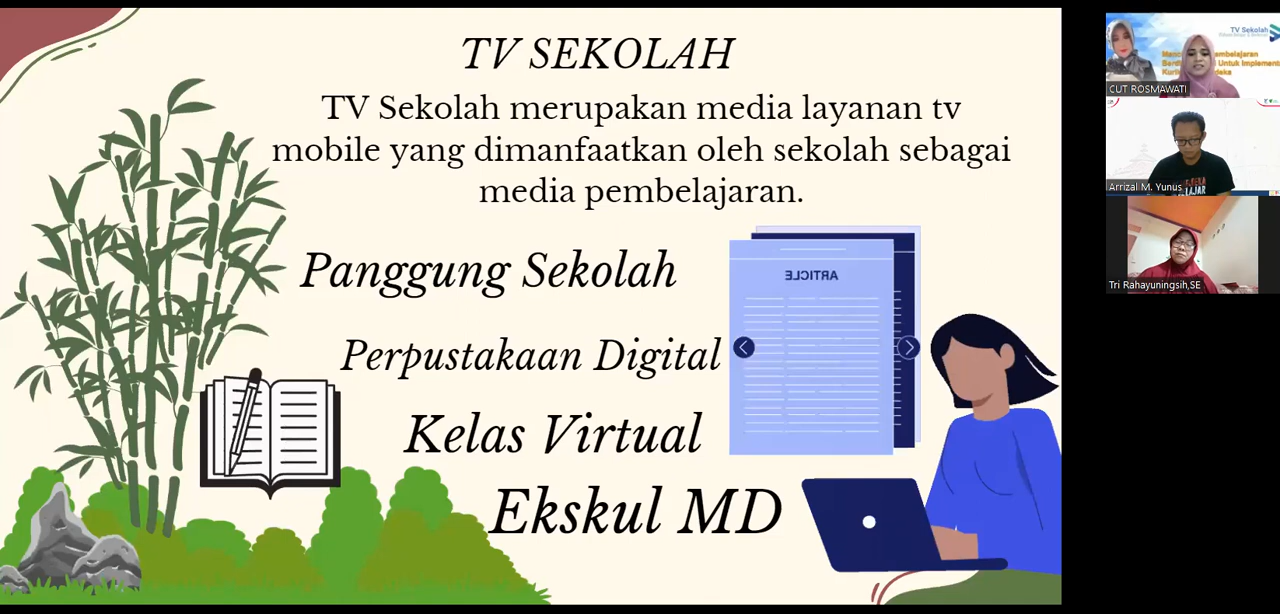 TV SEKOLAH
TV Sekolah merupakan media layanan tv
mobile yang dimanfaatkan oleh sekolah sebagai
media pembelajaran.
Panggung Sekolah
ARTICLE
Perpustakaan Digital
Kelas Virtual
Ekskul MD
TV Sekolah
CUT ROSMAWATI
Arrizal M. Yunus
Tri Rahayuningsih,SE